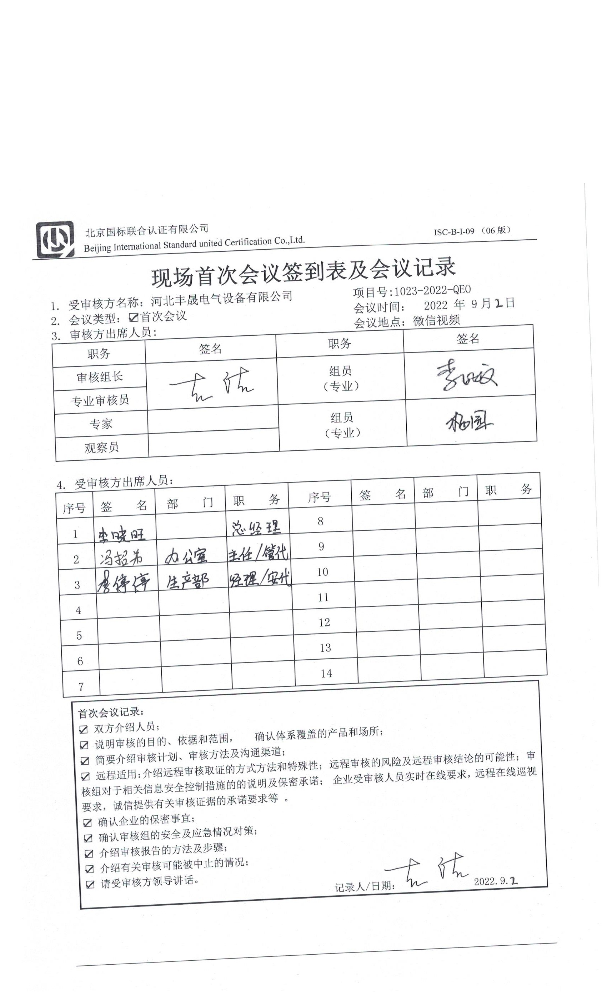 北京国标联合认证有限公司
Beijing International Standard united Certification Co.,Ltd.
ISC-B-I-09 （06版）
现场首次会议签到表及会议记录
1. 受审核方名称：河北丰晟电气设备有限公司
项目号:1023-2022-QEO
2. 会议类型：☑首次会议
会议时间： 2022 年 9 月 2 日
3. 审核方出席人员：
会议地点：微信视频
职务 签名 职务 签名
审核组长
组员
（专业）
专业审核员
专家
组员
（专业）
杨园
观察员
4. 受审核方出席人员：
序号 签 名 部 门 职 务 序号 签 名 部 门 职 务
1 李晓旺 总经理 8
2 冯招弟 办公室 主任/管代 9
3 停停 生产部 经理/安代 10
4 11
5 12
6 13
7 14
首次会议记录：
☑ 双方介绍人员；
☑ 说明审核的目的、依据和范围， 确认体系覆盖的产品和场所；
☑ 简要介绍审核计划、审核方法及沟通渠道；
☑ 远程适用：介绍远程审核取证的方式方法和特殊性；远程审核的风险及远程审核结论的可能性；审
核组对于相关信息安全控制措施的的说明及保密承诺； 企业受审核人员实时在线要求，远程在线巡视
要求，诚信提供有关审核证据的承诺要求等 。
☑ 确认企业的保密事宜；
☑ 确认审核组的安全及应急情况对策；
☑ 介绍审核报告的方法及步骤；
☑ 介绍有关审核可能被中止的情况；
☑ 请受审核方领导讲话。
记录人/日期： 2022.9.2